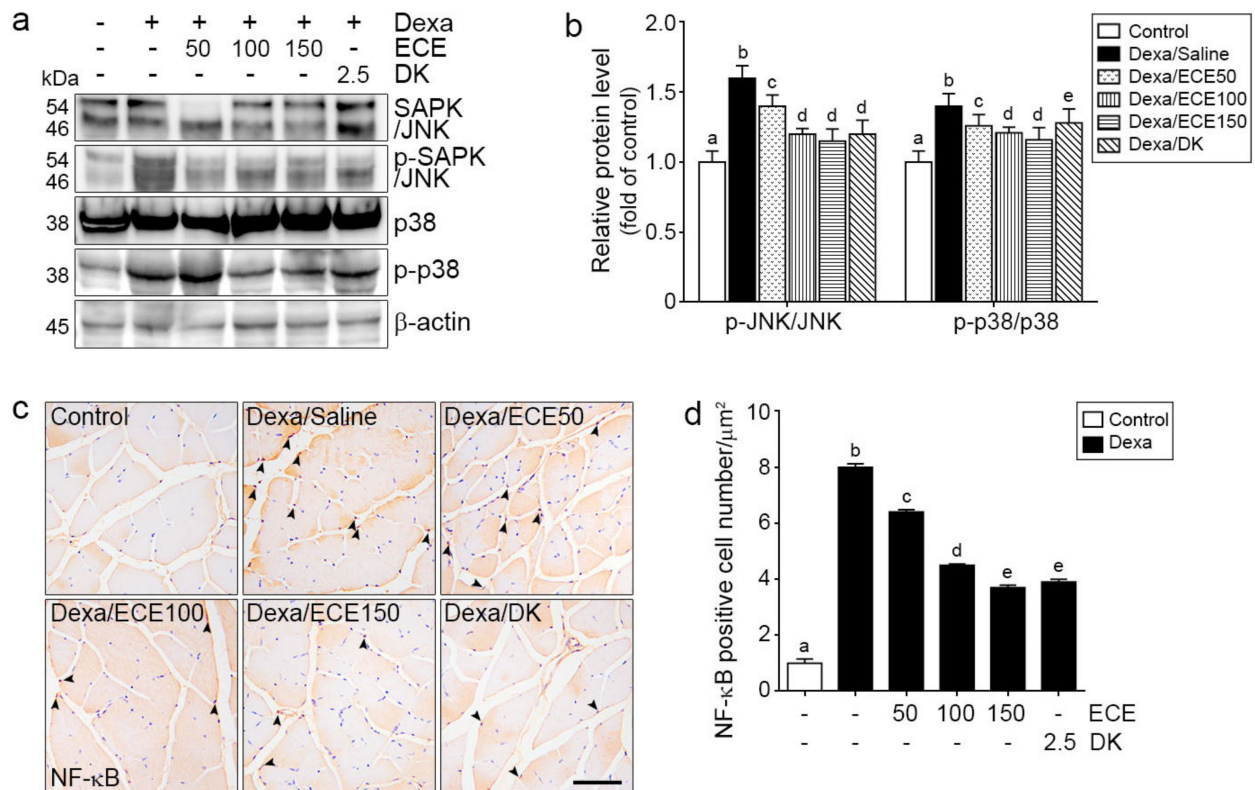 a
- + + + + + Dexa
- - 50 100 150 - ECE
- - - - - 2.5 DK
kDa
54 SAPK
46 /JNK
54 p-SAPK
46 /JNK
38 p38
38 p-p38
45 β-actin
b
Relative protein level
(fold of control)
2.0
1.5
1.0
0.5
0
a b c d d d
a b c d d e
p-JNK/JNK p-p38/p38
Control
Dexa/Saline
Dexa/ECE50
Dexa/ECE100
Dexa/ECE150
Dexa/DK
c
Control Dexa/Saline Dexa/ECE50
Dexa/ECE100 Dexa/ECE150 Dexa/DK
NF-κB
d
NF-κB positive cell number/μm²
10
8
6
4
2
0
a b c d e e
- - 50 100 150 - ECE
- - - - - 2.5 DK
Control
Dexa